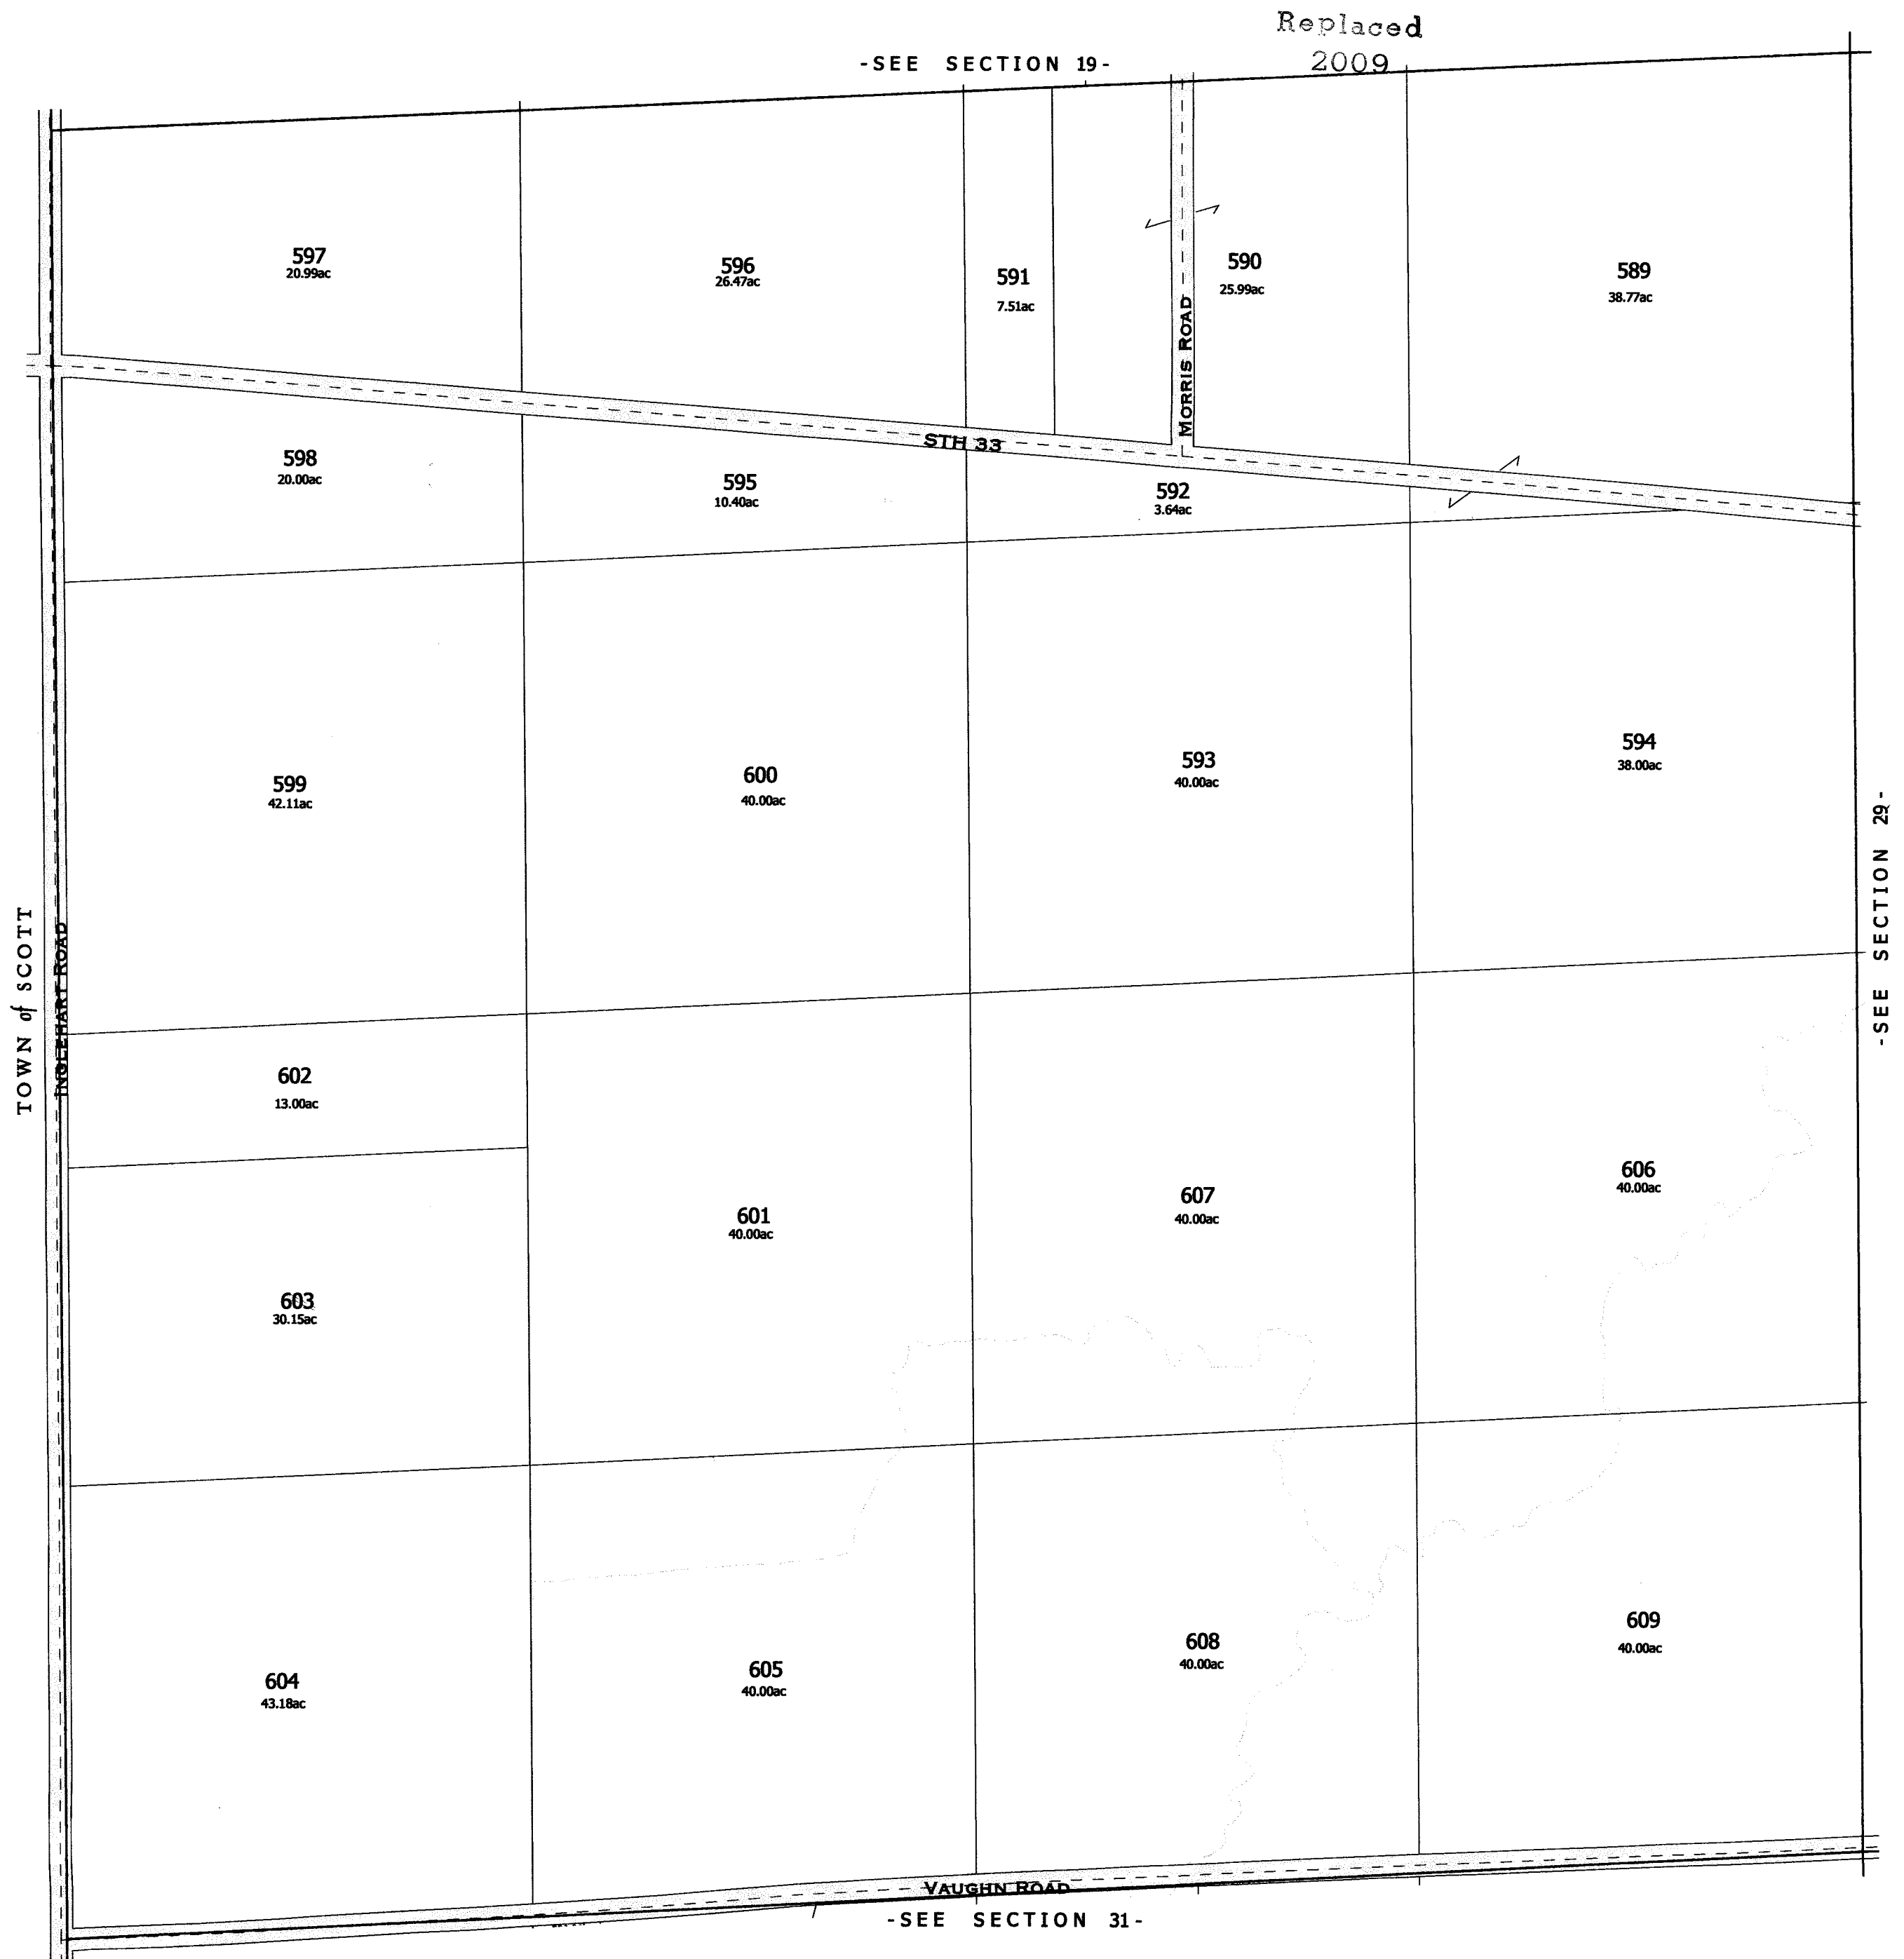 Replaced
2009
-SEE SECTION 19-
597
20.99ac
596
26.47ac
591
7.51ac
590
25.99ac
589
38.77ac
MORRIS ROAD
STH 33
598
20.00ac
595
10.40ac
592
3.64ac
599
42.11ac
600
40.00ac
593
40.00ac
594
38.00ac
-SEE SECTION 29-
TOWN of SCOTT
INGLEHART ROAD
602
13.00ac
601
40.00ac
607
40.00ac
606
40.00ac
603
30.15ac
604
43.18ac
605
40.00ac
608
40.00ac
609
40.00ac
VAUGHN ROAD
-SEE SECTION 31-